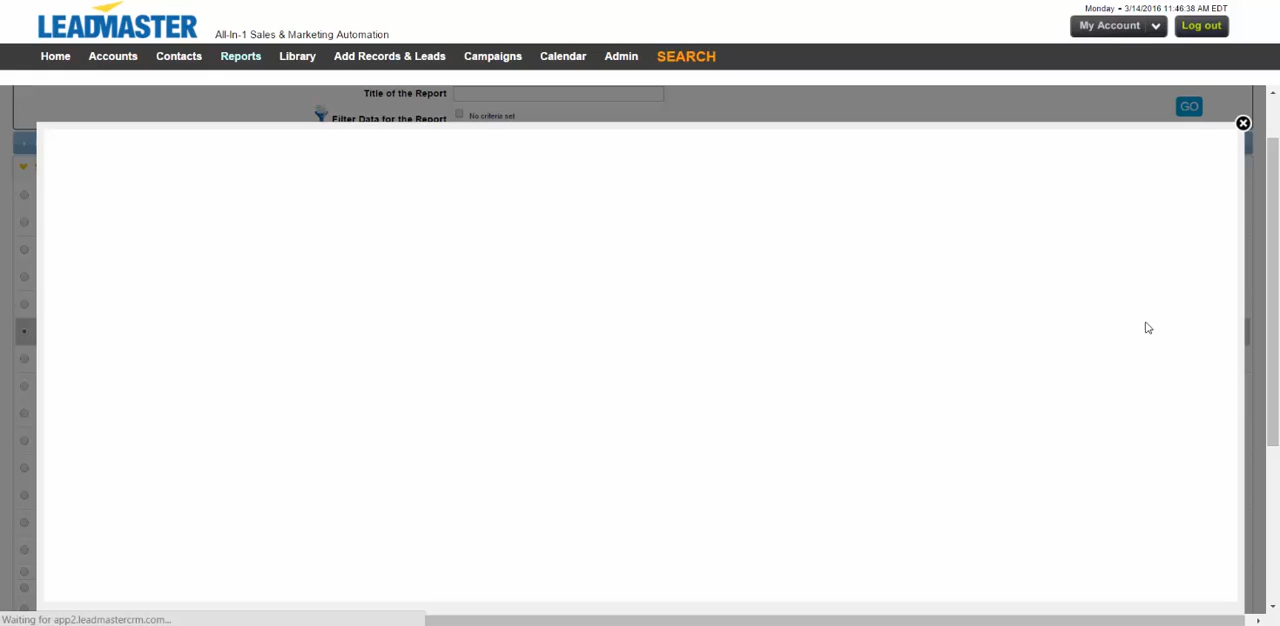 Monday - 3/14/2016 11:46:38 AM EDT
LEADMASTER
All-In-1 Sales & Marketing Automation
My Account
Log out
Home Accounts Contacts Reports Library Add Records & Leads Campaigns Calendar Admin SEARCH
Title of the Report
GO
Filter Data for the Report No criteria set
Waiting for app2.leadmastercrm.com...